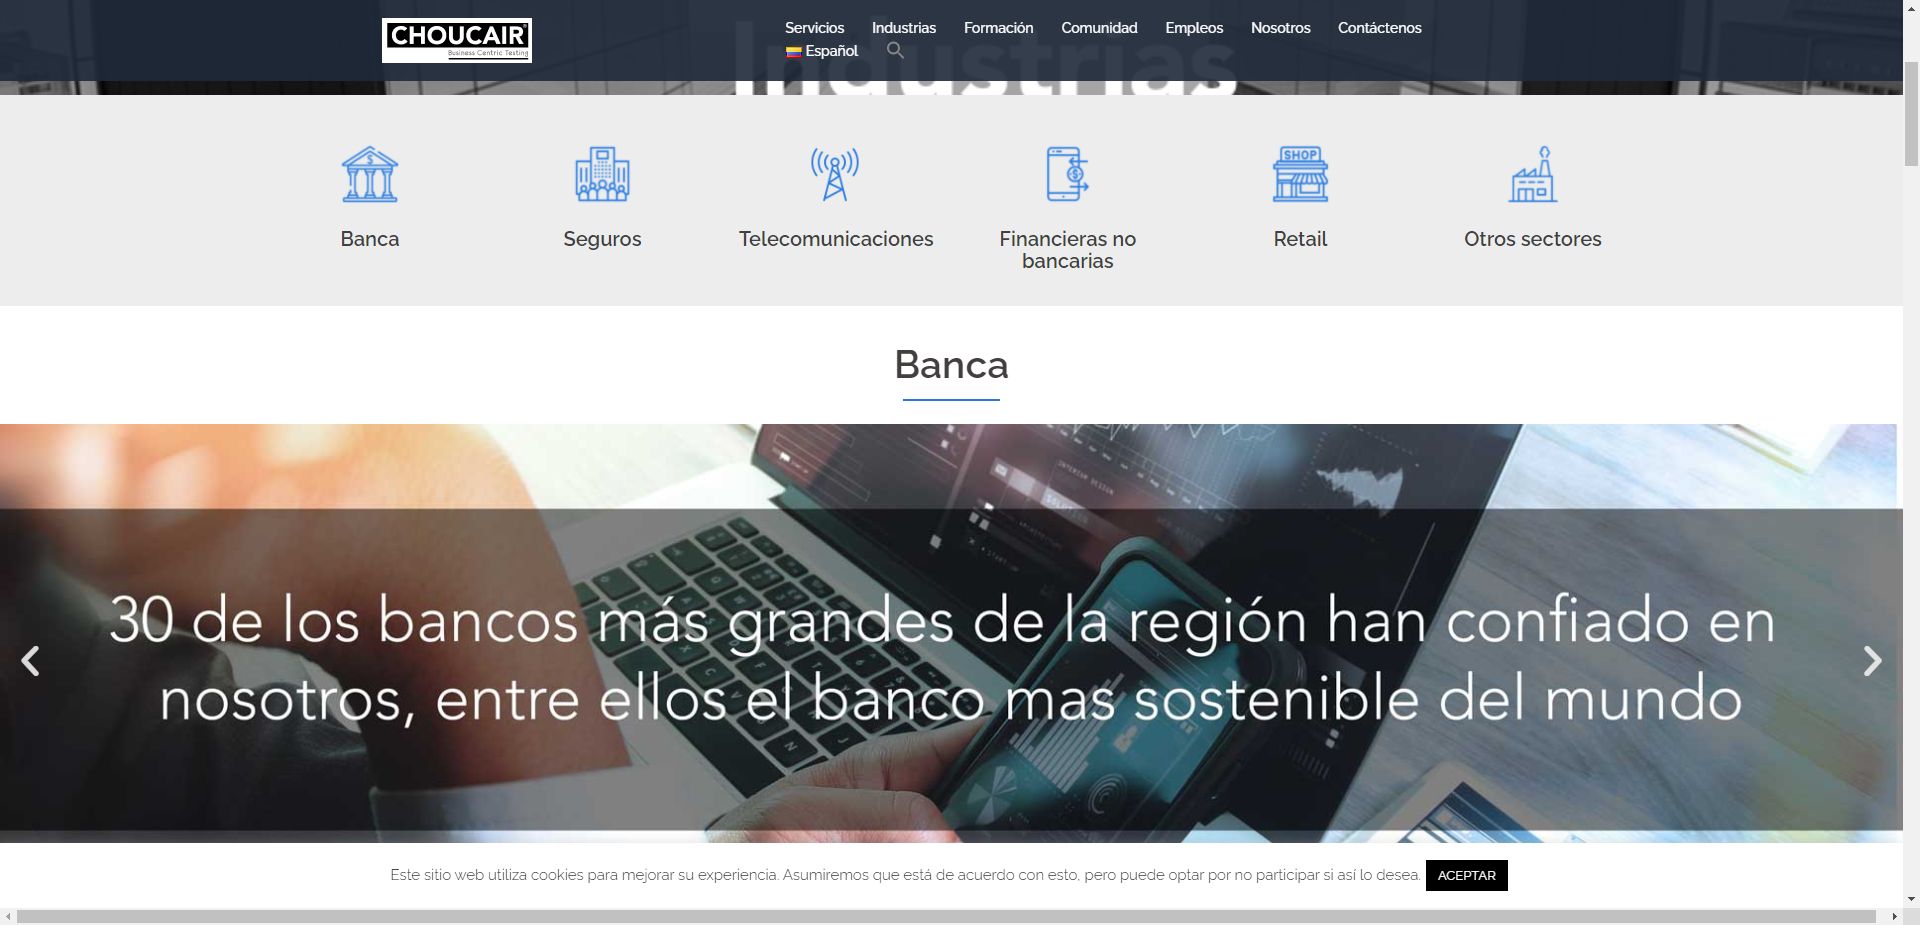 CHOUCAIR
Business Centric Testing
Servicios Industrias Formación Comunidad Empleos Nosotros Contáctenos
Español
Industrias
SHOP
Banca Seguros Telecomunicaciones Financieras no bancarias Retail Otros sectores
Banca
30 de los bancos más grandes de la región han confiado en
nosotros, entre ellos el banco mas sostenible del mundo
Este sitio web utiliza cookies para mejorar su experiencia. Asumiremos que está de acuerdo con esto, pero puede optar por no participar si así lo desea. ACEPTAR